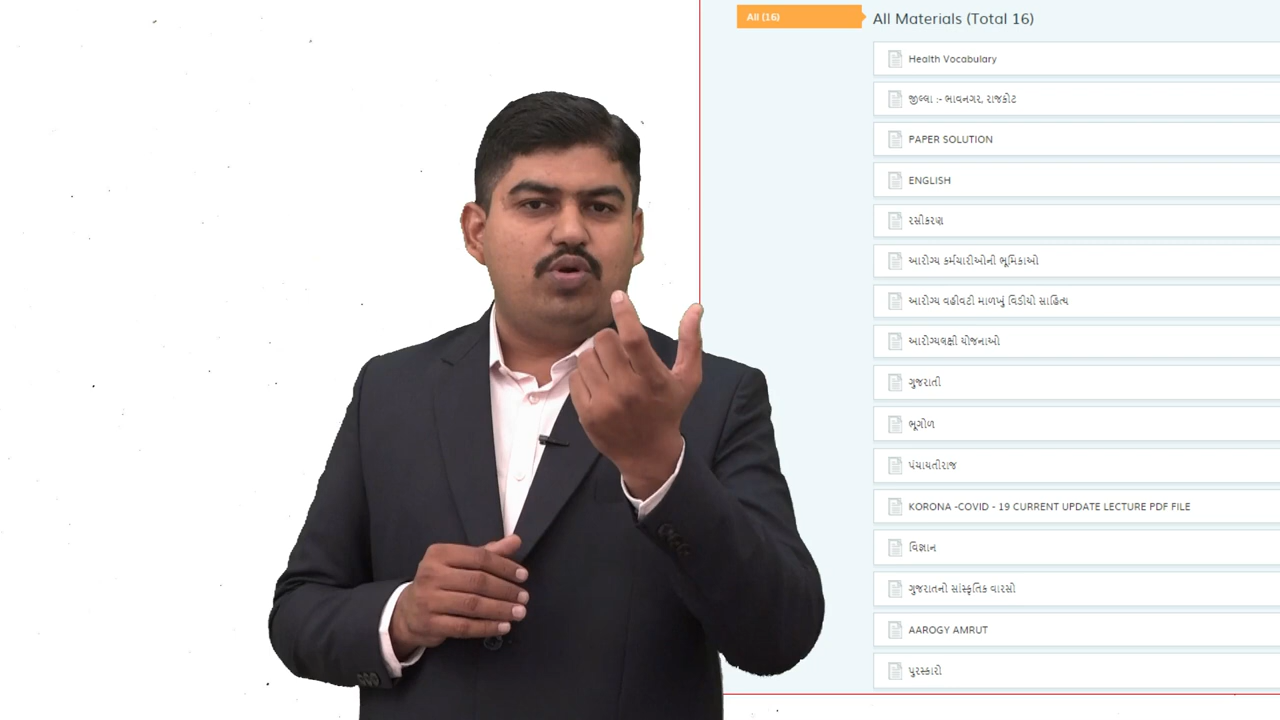 All (16)
All Materials (Total 16)
Health Vocabulary
જીલ્લા :- ભાવનગર, રાજકોટ
PAPER SOLUTION
ENGLISH
રસીકરણ
આરોગ્ય કર્મચારીઓની ભૂમિકાઓ
આરોગ્ય વહીવટી માળખું વિડીયો સાહિત્ય
આરોગ્યલક્ષી યોજનાઓ
ગુજરાતી
ભૂગોળ
પંચાયતીરાજ
KORONA -COVID - 19 CURRENT UPDATE LECTURE PDF FILE
વિજ્ઞાન
ગુજરાતનો સાંસ્કૃતિક વારસો
AAROGY AMRUT
પુરસ્કારો